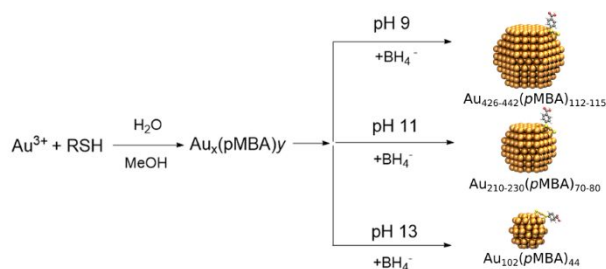 pH 9
+BH₄⁻
Au₄₂₆₋₄₄₂(pMBA)₁₁₂₋₁₁₅
Au³⁺ + RSH
H₂O
MeOH
Auₓ(pMBA)y
pH 11
+BH₄⁻
Au₂₁₀₋₂₃₀(pMBA)₇₀₋₈₀
pH 13
+BH₄⁻
Au₁₀₂(pMBA)₄₄